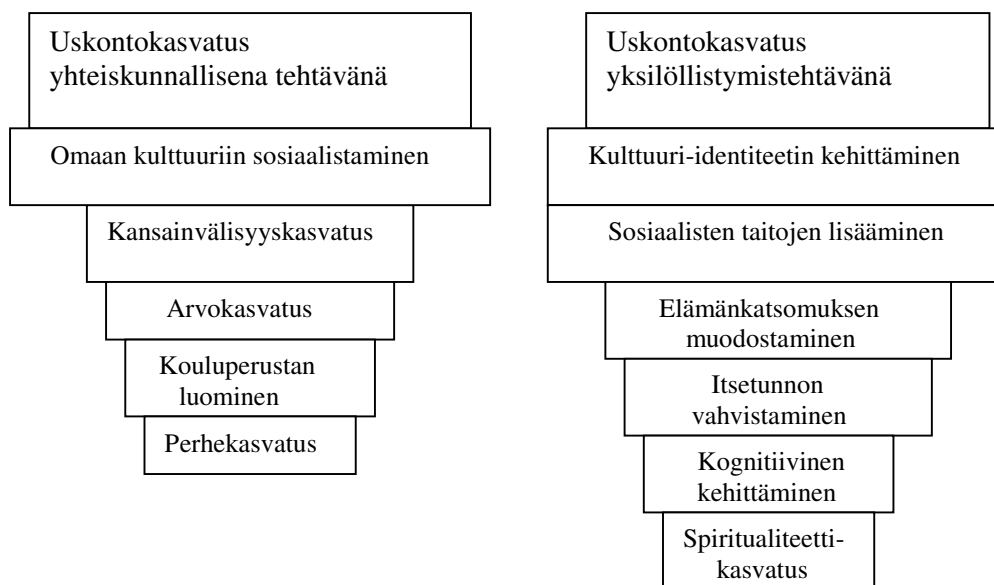 Uskontokasvatus
yhteiskunnallisena tehtävänä
Omaan kulttuuriin sosiaalistaminen
Kansainvälisyyskasvatus
Arvokasvatus
Kouluperustan
luominen
Perhekasvatus
Uskontokasvatus
yksilöllistymistehtävänä
Kulttuuri-identiteetin kehittäminen
Sosiaalisten taitojen lisääminen
Elämänkatsomuksen
muodostaminen
Itsetunnon
vahvistaminen
Kognitiivinen
kehittäminen
Spiritualiteetti-
kasvatus